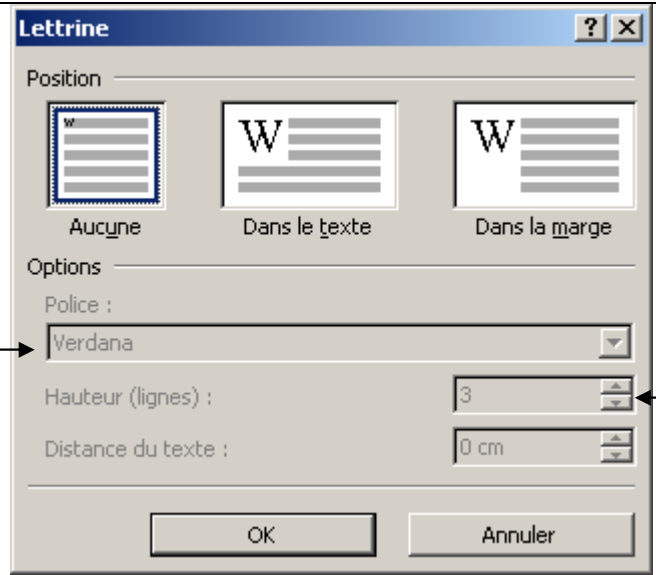 Lettrine
Position
W W W
Aucune Dans le texte Dans la marge
Options
Police :
Verdana
Hauteur (lignes) : 3
Distance du texte : 0 cm
OK Annuler